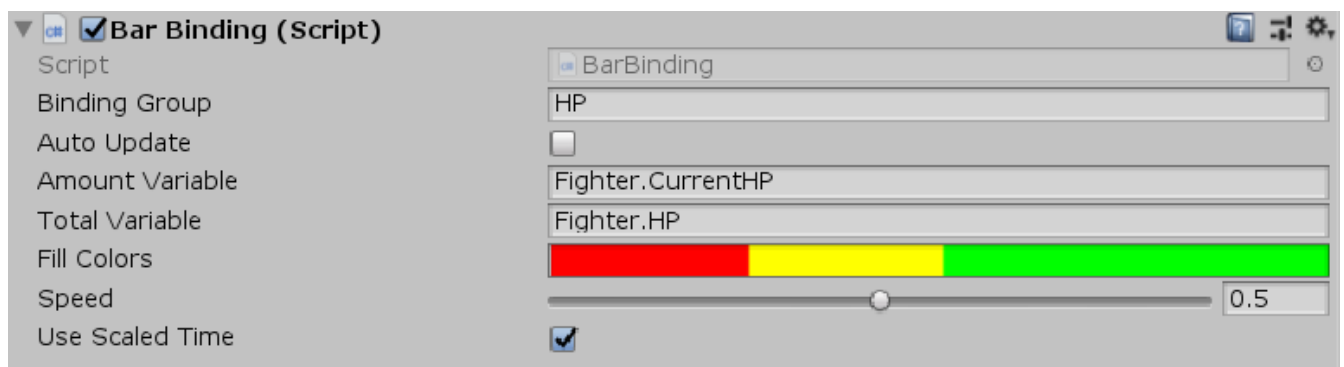 Bar Binding (Script)
Script BarBinding
Binding Group HP
Auto Update
Amount Variable Fighter.CurrentHP
Total Variable Fighter.HP
Fill Colors
Speed 0.5
Use Scaled Time